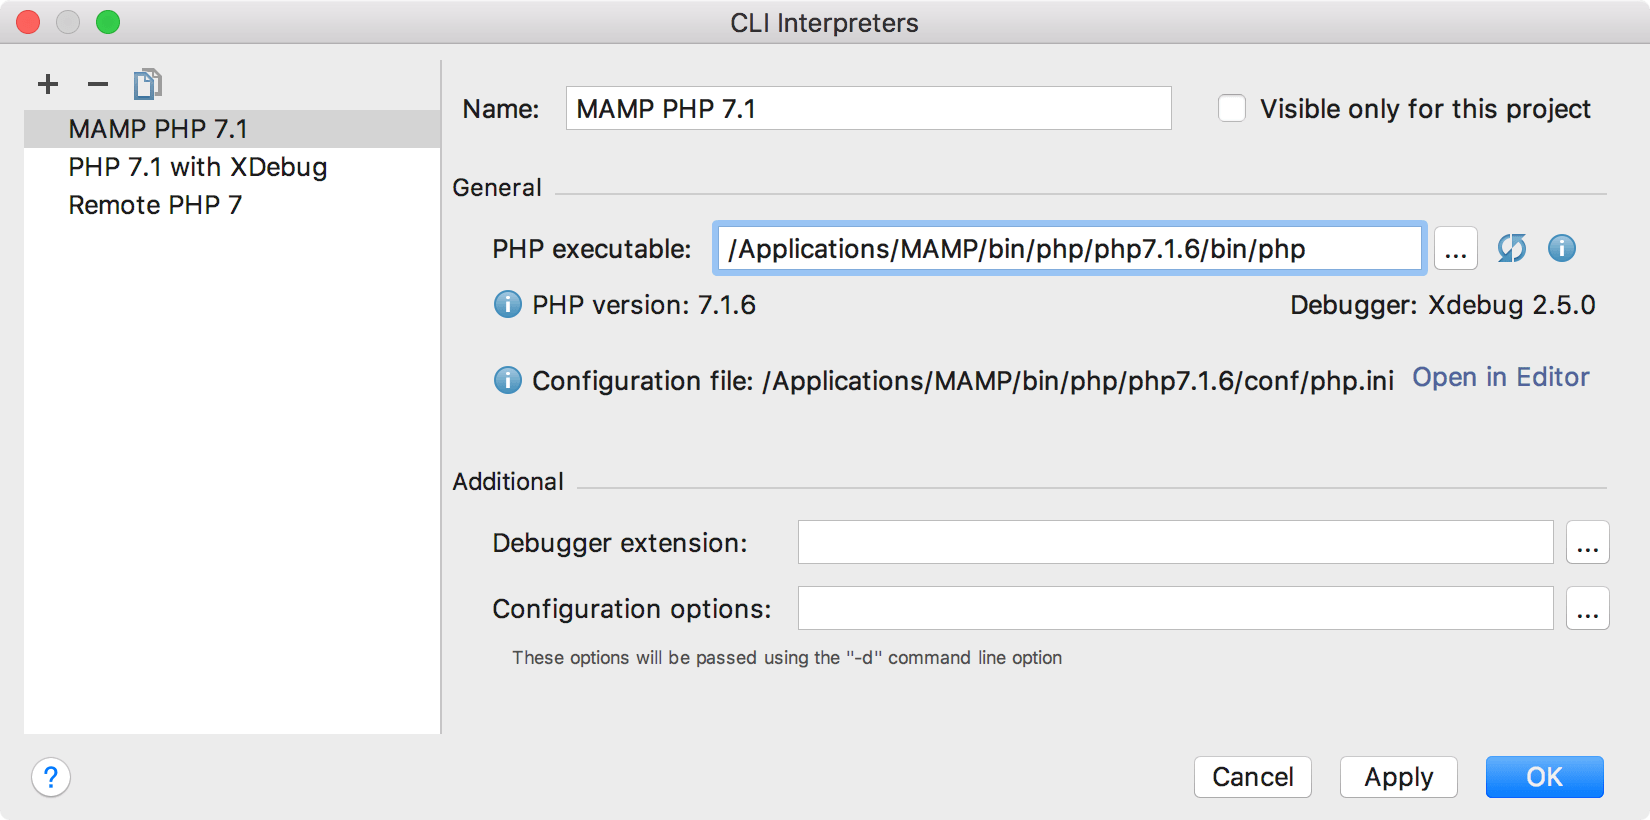 CLI Interpreters
MAMP PHP 7.1
PHP 7.1 with XDebug
Remote PHP 7
Name: MAMP PHP 7.1 Visible only for this project
General
PHP executable: /Applications/MAMP/bin/php/php7.1.6/bin/php ...
PHP version: 7.1.6 Debugger: Xdebug 2.5.0
Configuration file: /Applications/MAMP/bin/php/php7.1.6/conf/php.ini Open in Editor
Additional
Debugger extension: ...
Configuration options: ...
These options will be passed using the "-d" command line option
? Cancel Apply OK